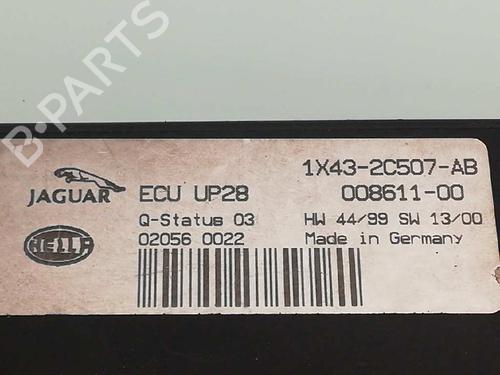 B-PARTS
JAGUAR
ECU UP28
1X43-2C507-AB
008611-00
Q-Status 03
HW 44/99 SW 13/00
02056 0022
Made in Germany
HELLA